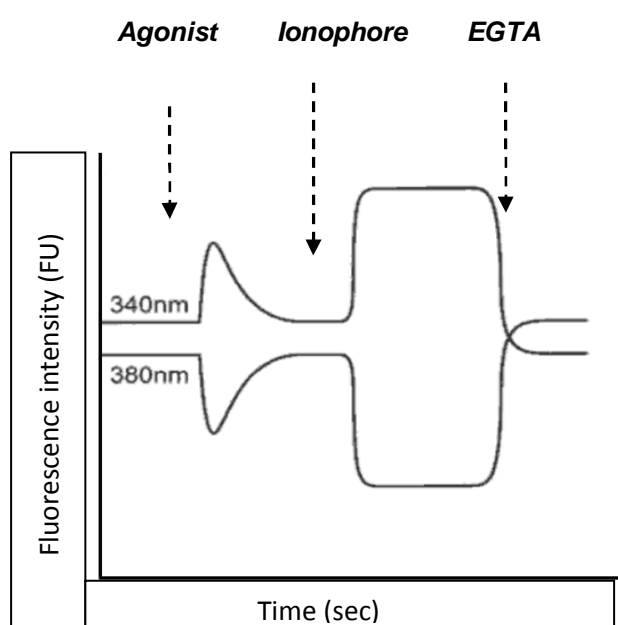 Agonist Ionophore EGTA
340nm
380nm
Fluorescence intensity (FU)
Time (sec)